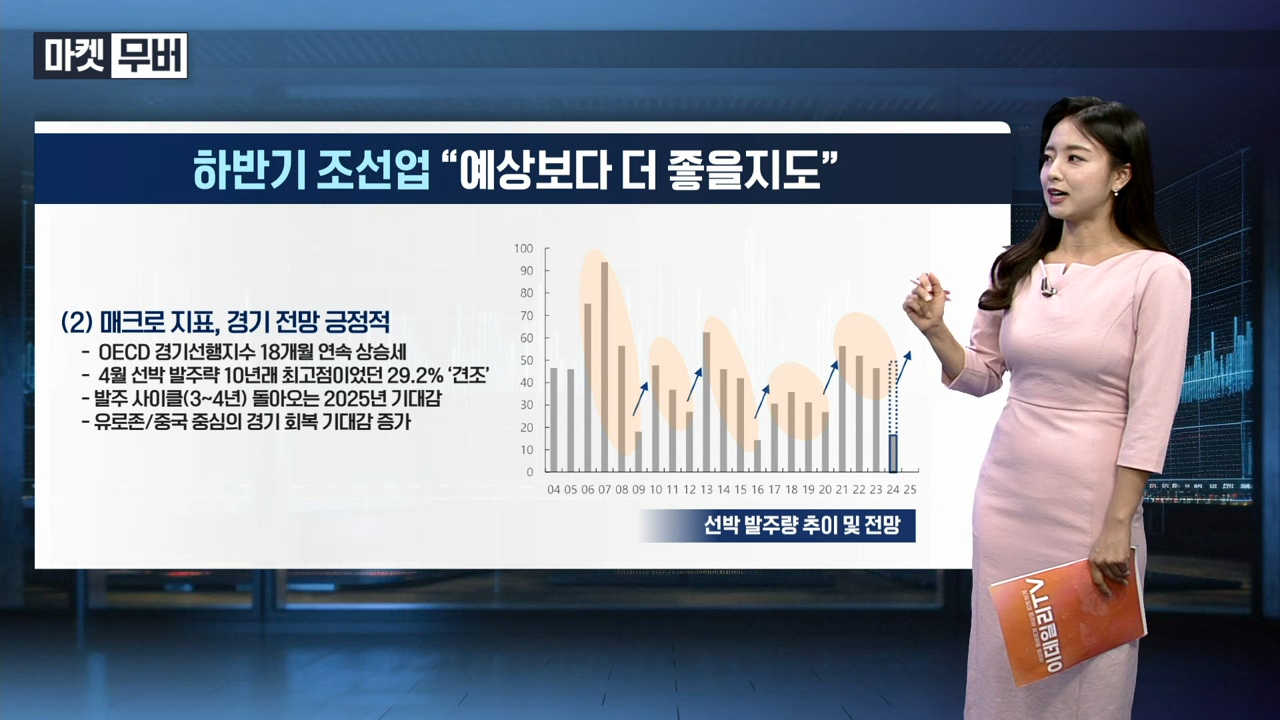 마켓 무버
하반기 조선업 “예상보다 더 좋을지도”
(2) 매크로 지표, 경기 전망 긍정적
- OECD 경기선행지수 18개월 연속 상승세
- 4월 선박 발주략 10년래 최고점이었던 29.2% ‘견조’
- 발주 사이클(3~4년) 돌아오는 2025년 기대감
- 유로존/중국 중심의 경기 회복 기대감 증가
100
90
80
70
60
50
40
30
20
10
0
04 05 06 07 08 09 10 11 12 13 14 15 16 17 18 19 20 21 22 23 24 25
선박 발주량 추이 및 전망
이데일리TV